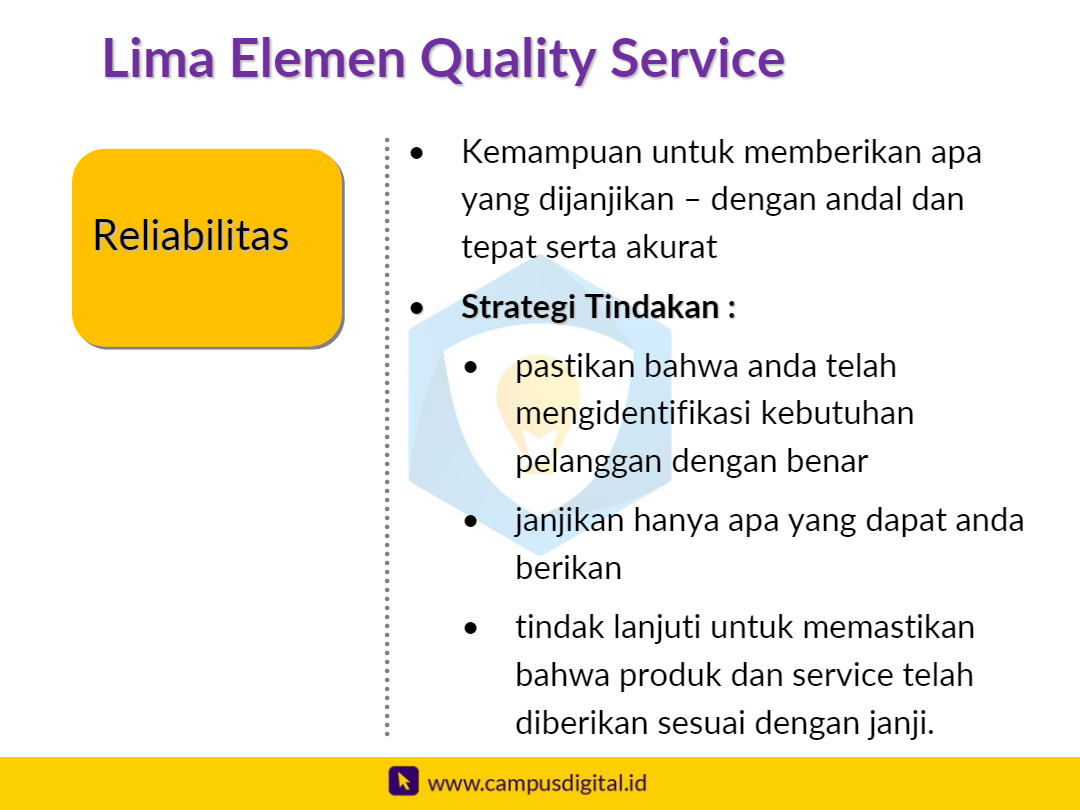 Lima Elemen Quality Service
Reliabilitas
• Kemampuan untuk memberikan apa
yang dijanjikan – dengan andal dan
tepat serta akurat
• Strategi Tindakan :
• pastikan bahwa anda telah
mengidentifikasi kebutuhan
pelanggan dengan benar
• janjikan hanya apa yang dapat anda
berikan
• tindak lanjuti untuk memastikan
bahwa produk dan service telah
diberikan sesuai dengan janji.
www.campusdigital.id